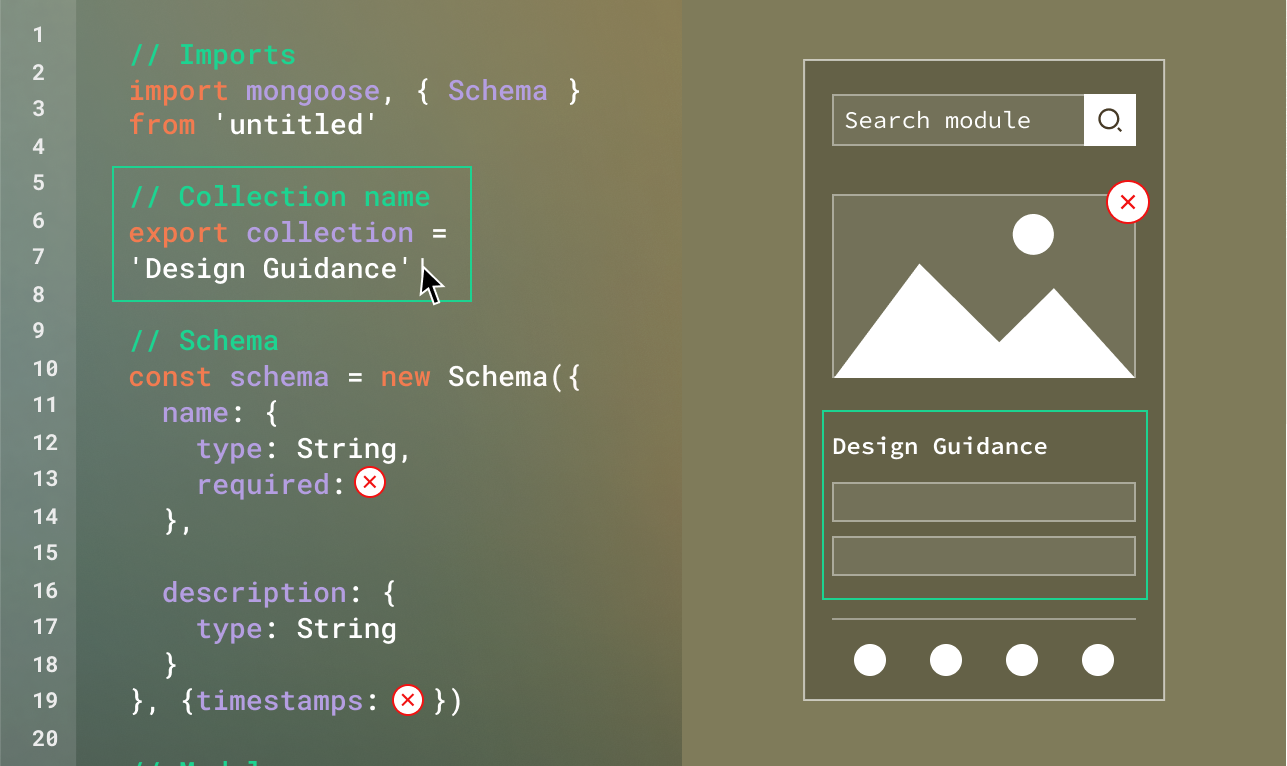 1
2
3
4
5
6
7
8
9
10
11
12
13
14
15
16
17
18
19
20
// Imports
import mongoose, { Schema }
from 'untitled'
// Collection name
export collection =
'Design Guidance'
// Schema
const schema = new Schema({
name: {
type: String,
required:
},
description: {
type: String
}
}, {timestamps: })
Search module
Design Guidance